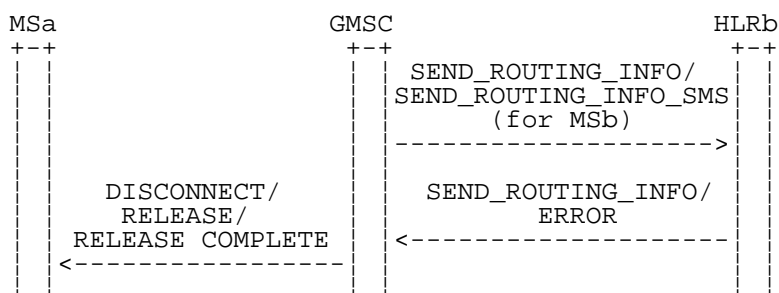 MSa GMSC HLRb
SEND_ROUTING_INFO/
SEND_ROUTING_INFO_SMS
(for MSb)
DISCONNECT/ SEND_ROUTING_INFO/
RELEASE/ ERROR
RELEASE COMPLETE